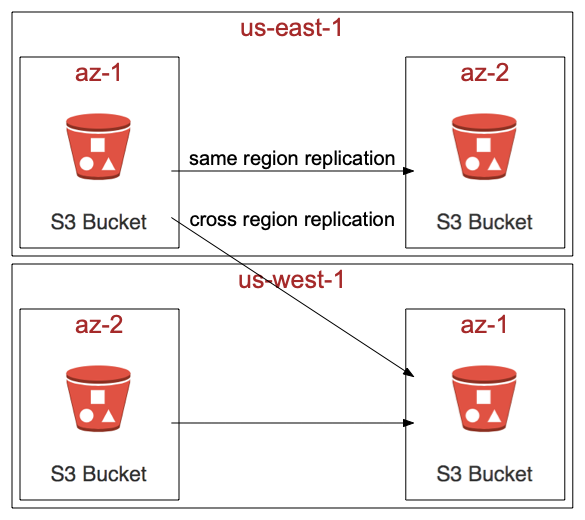 us-east-1
az-1
az-2
same region replication
S3 Bucket
cross region replication
S3 Bucket
us-west-1
az-2
az-1
S3 Bucket
S3 Bucket